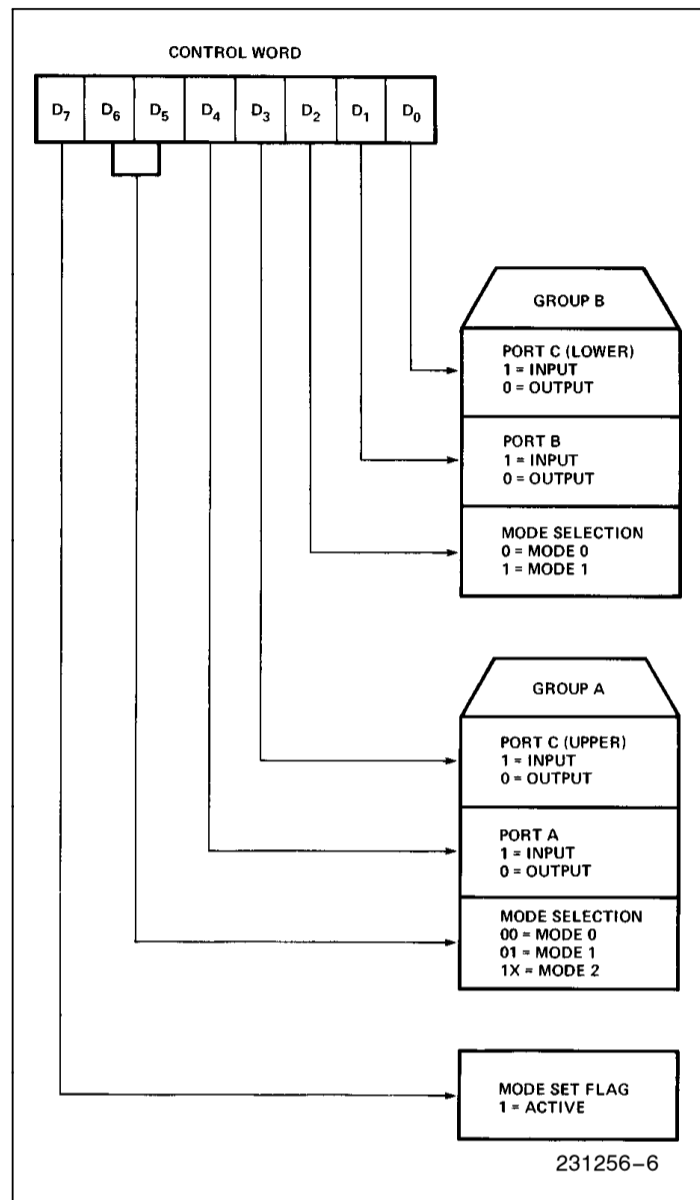 CONTROL WORD
D7 D6 D5 D4 D3 D2 D1 D0
GROUP B
PORT C (LOWER)
1 = INPUT
0 = OUTPUT
PORT B
1 = INPUT
0 = OUTPUT
MODE SELECTION
0 = MODE 0
1 = MODE 1
GROUP A
PORT C (UPPER)
1 = INPUT
0 = OUTPUT
PORT A
1 = INPUT
0 = OUTPUT
MODE SELECTION
00 = MODE 0
01 = MODE 1
1X = MODE 2
MODE SET FLAG
1 = ACTIVE
231256–6